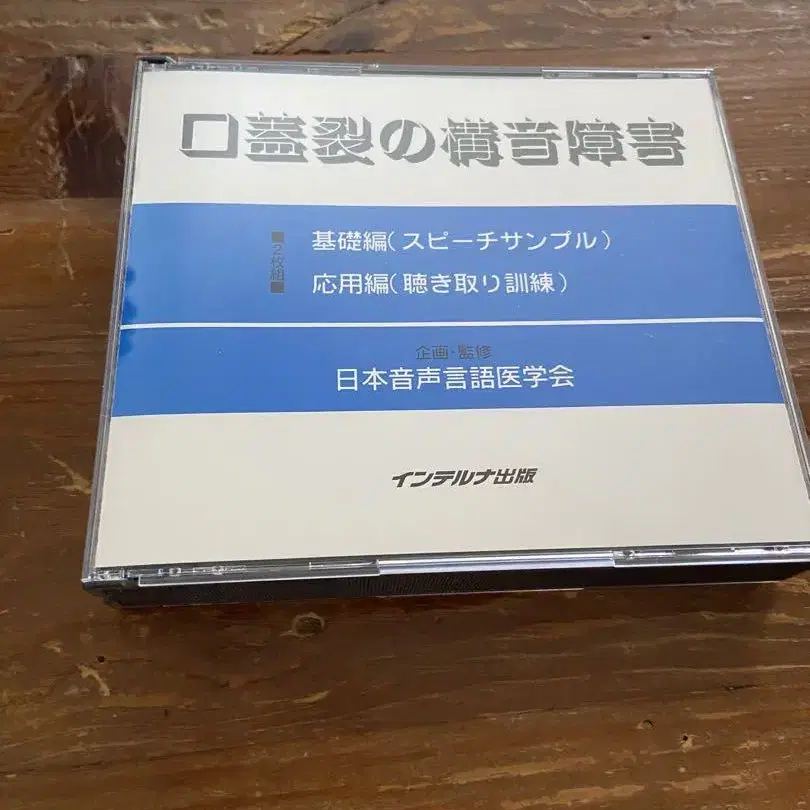 口蓋裂の構音障害
■2枚組■
基礎編(スピーチサンプル)
応用編(聴き取り訓練)
企画・監修
日本音声言語医学会
インテルナ出版